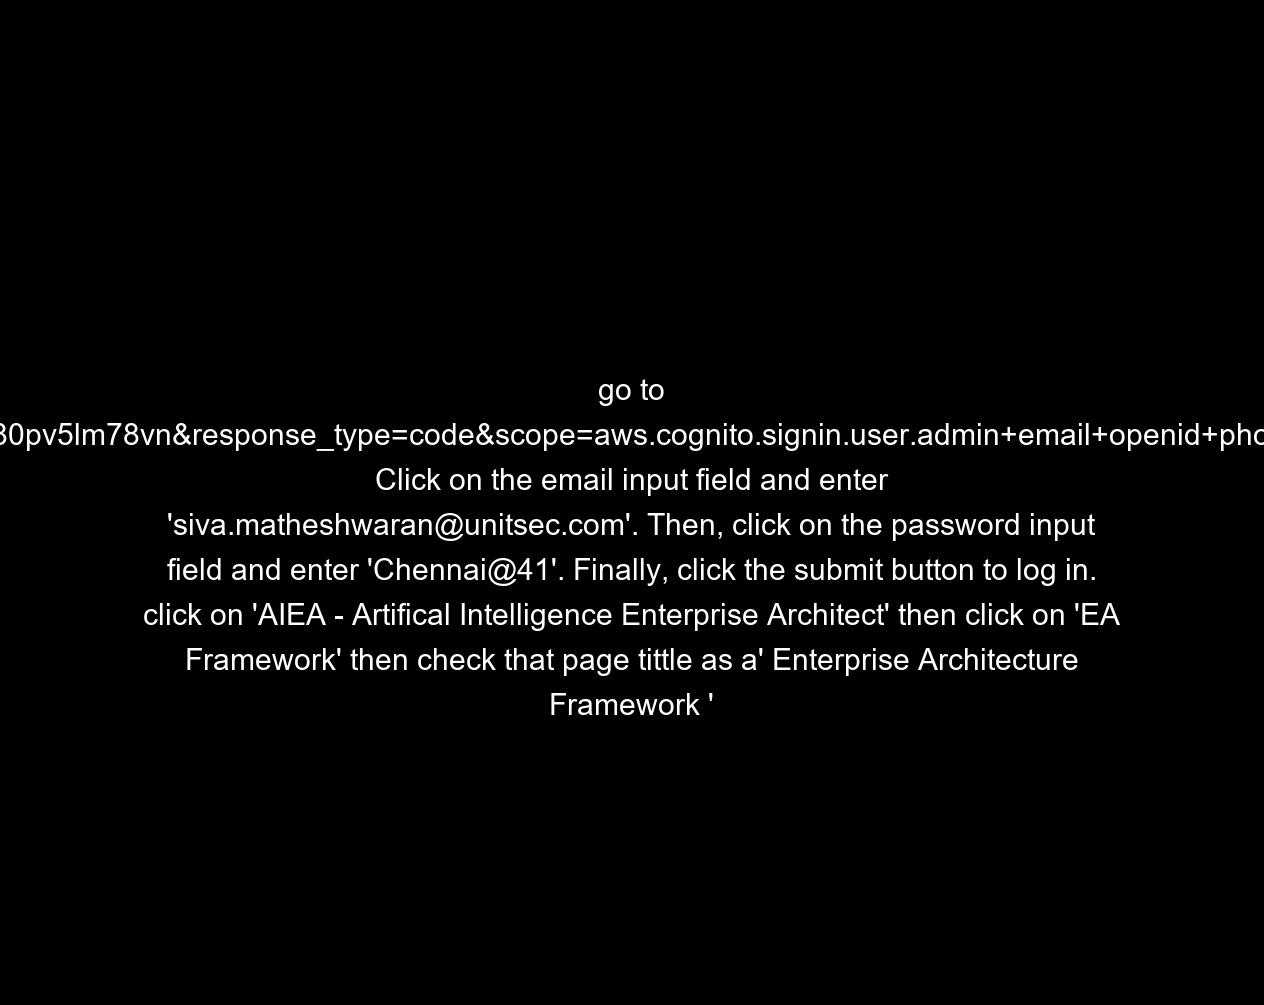 go to
30pv5lm78vn&response_type=code&scope=aws.cognito.signin.user.admin+email+openid+pho
Click on the email input field and enter
'siva.matheshwaran@unitsec.com'. Then, click on the password input
field and enter 'Chennai@41'. Finally, click the submit button to log in.
click on 'AIEA - Artifical Intelligence Enterprise Architect' then click on 'EA
Framework' then check that page tittle as a' Enterprise Architecture
Framework '